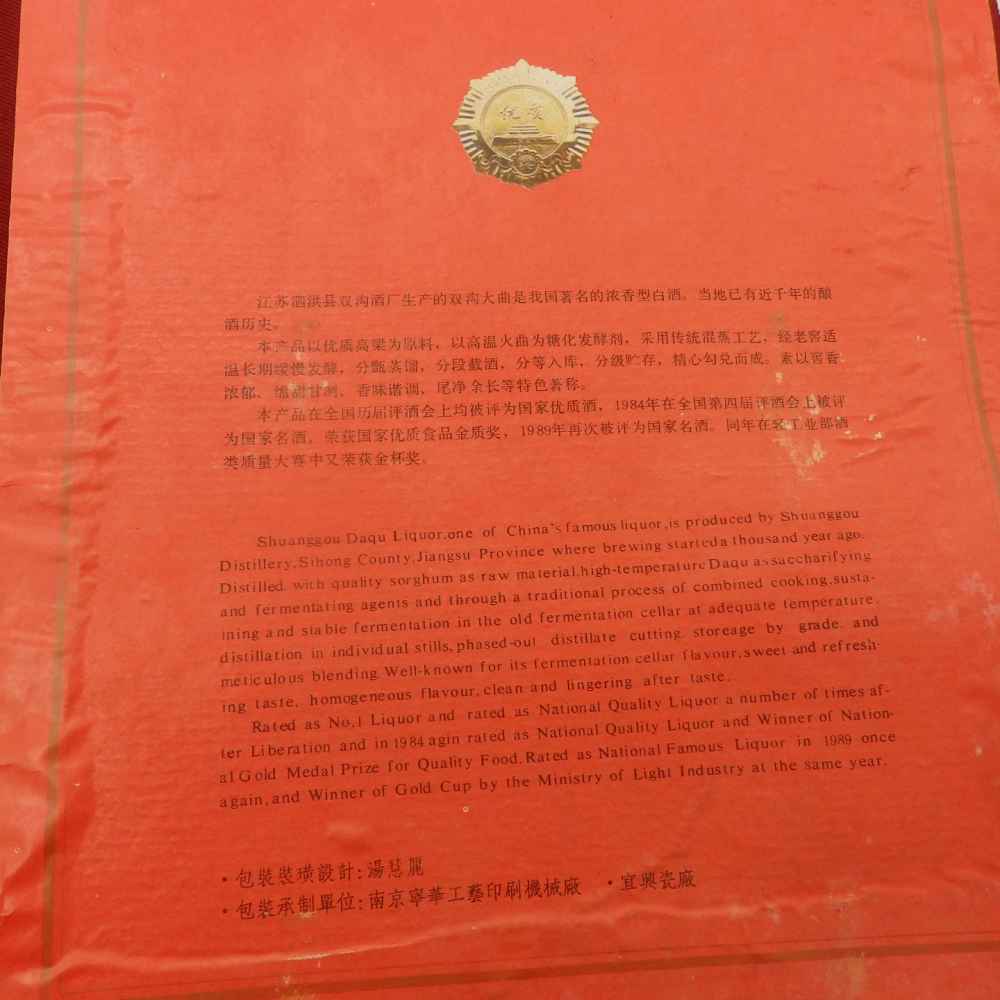 优质
江苏泗洪县双沟酒厂生产的双沟大曲是我国著名的浓香型白酒。当地已有近千年的酿
酒历史。
本产品以优质高粱为原料，以高温火曲为糖化发酵剂，采用传统混蒸工艺，经老窖适
温长期缓慢发酵，分甑蒸馏，分段截酒，分等入库，分级贮存，精心勾兑而成。素以窖香
浓郁、绵甜甘冽、香味谐调，尾净余长等特色著称。
本产品在全国历届评酒会上均被评为国家优质酒，1984年在全国第四届评酒会上被评
为国家名酒。荣获国家优质食品金质奖，1989年再次被评为国家名酒。同年在轻工业部酒
类质量大赛中又荣获金杯奖。
Shuanggou Daqu Liquor,one of China's famous liquor,is produced by Shuanggou
Distillery,Sihong County.Jiangsu Province where brewing started a thousand year ago.
Distilled. with quality sorghum as raw material,high-temperature Daqu as saccharifying
and fermentating agents and through a traditional process of combined cooking,susta-
ining and stable fermentation in the old fermentation cellar at adequate temperature.
distillation in individual stills,phased-out distillate cutting. storeage by grade. and
meticulous blending.Well-known for its fermentation cellar flavour,sweet and refresh-
ing taste, homogeneous flavour,clean and lingering after taste.
Rated as No,1 Liquor and rated as National Quality Liquor a number of times af-
ter Liberation and in 1984 agin rated as National Quality Liquor and Winner of Nation-
al Gold Medal Prize for Quality Food.Rated as National Famous Liquor in 1989 once
again,and Winner of Gold Cup by the Ministry of Light Industry at the same year.
·包裝裝璜設計:湯慧麗
·包裝承制單位:南京寧華工藝印刷機械廠 ·宜興瓷廠